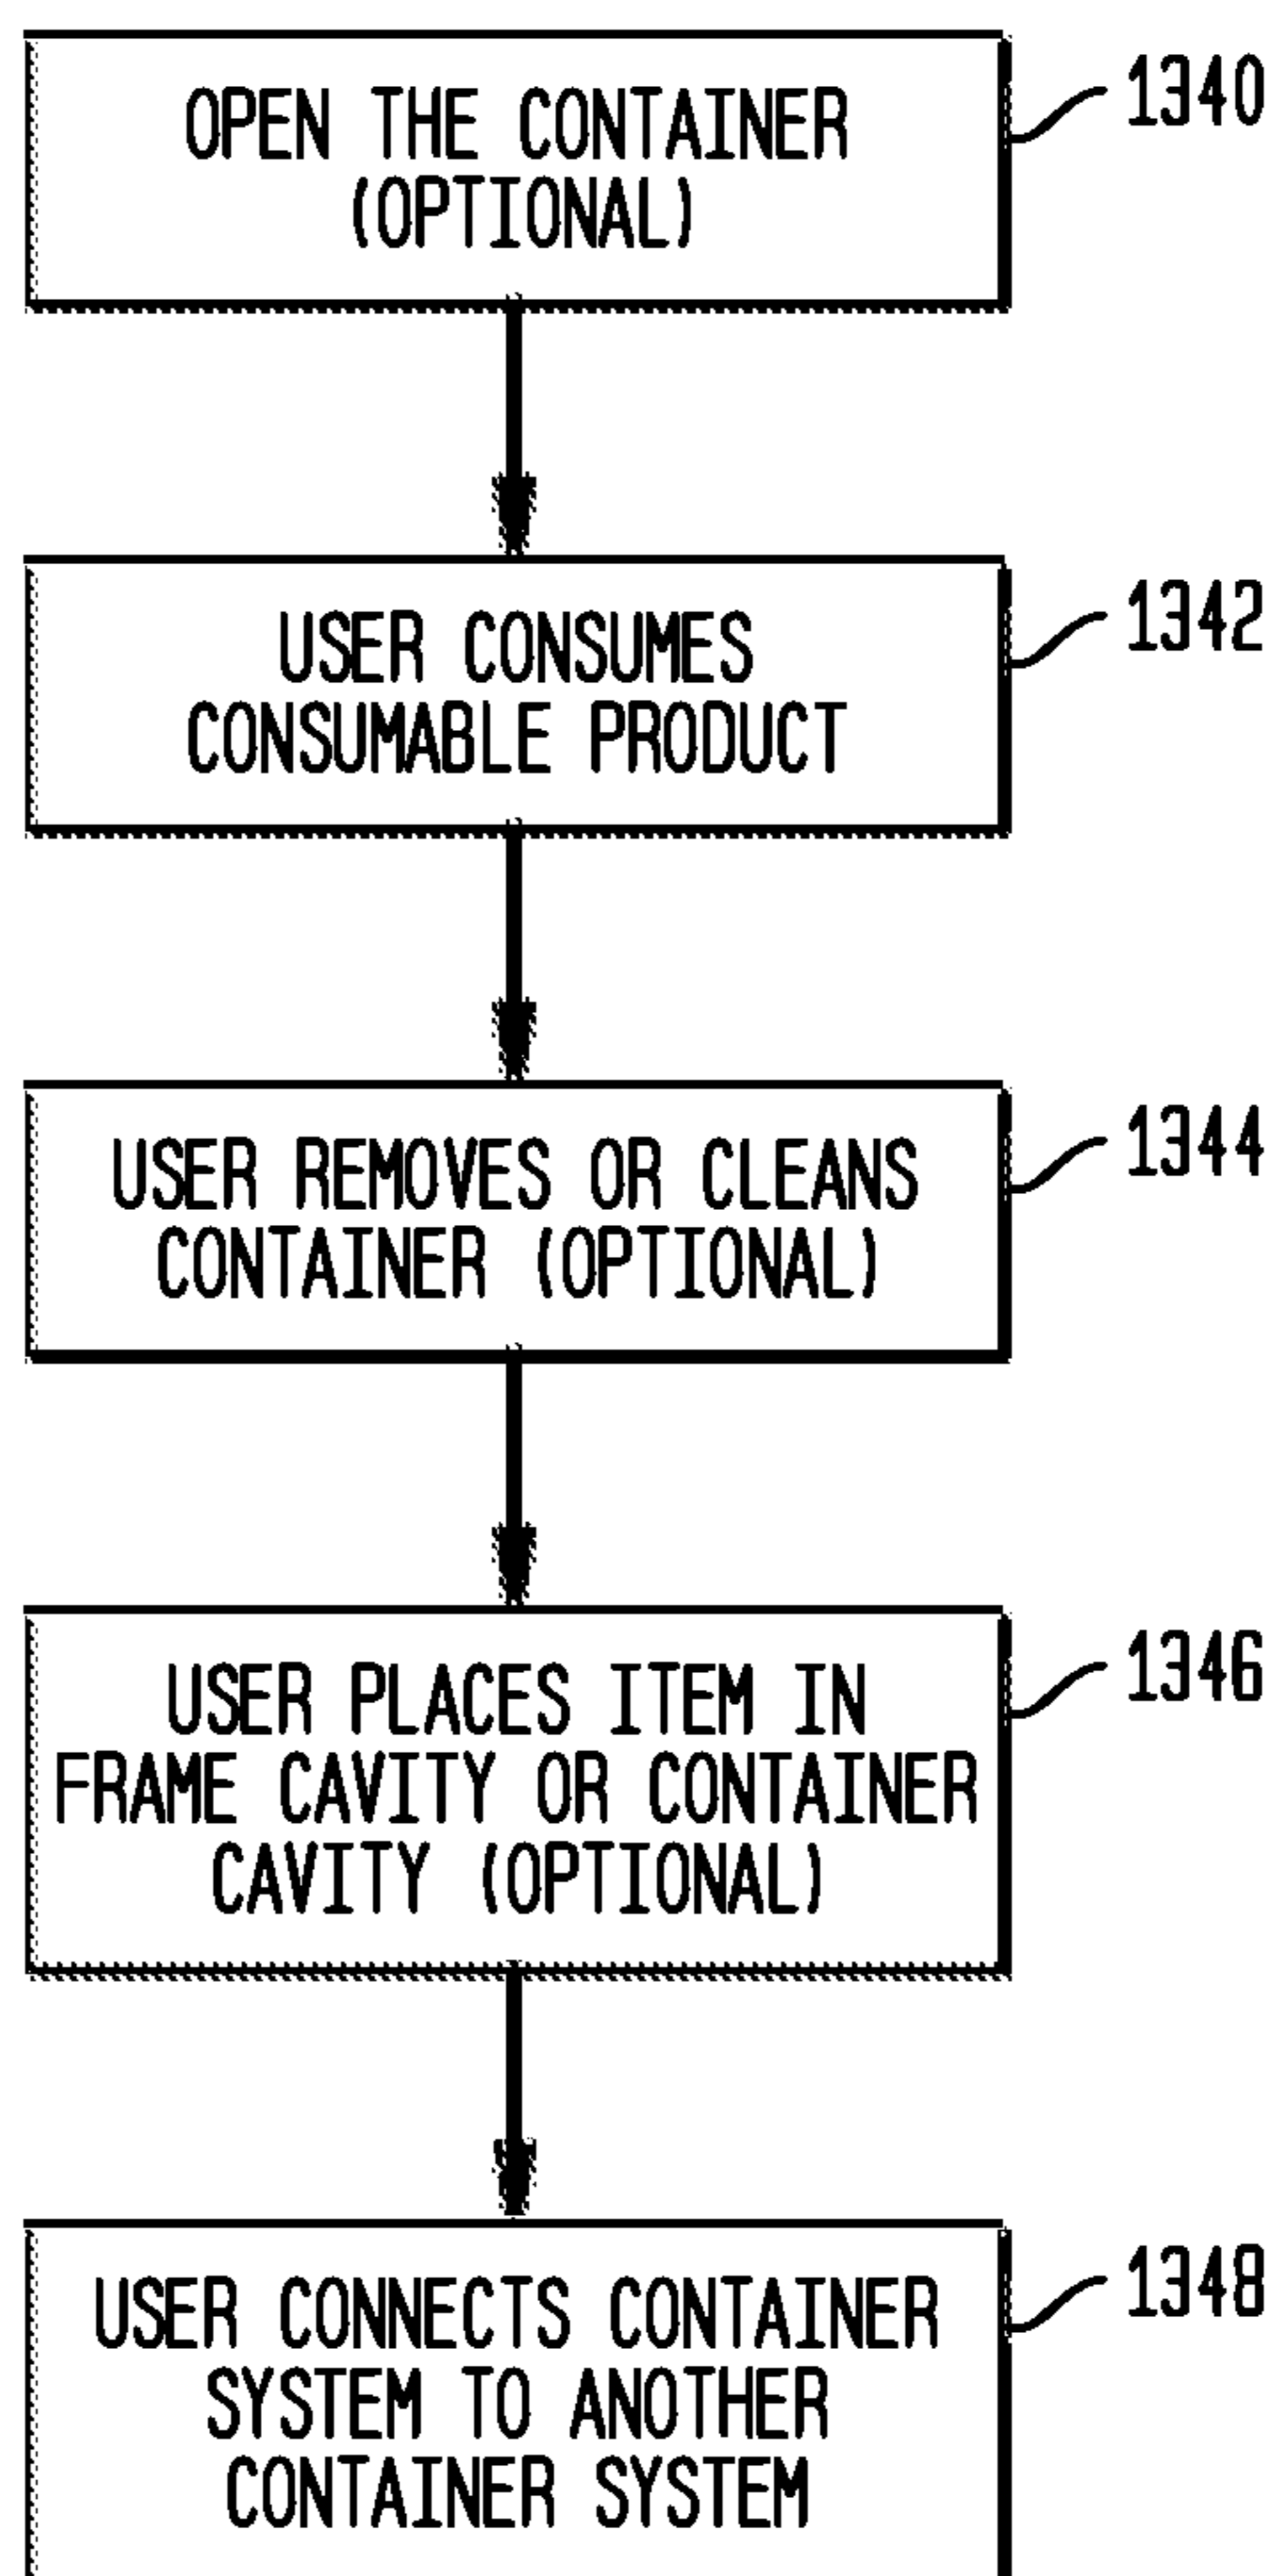 OPEN THE CONTAINER
(OPTIONAL)
1340
USER CONSUMES
CONSUMABLE PRODUCT
1342
USER REMOVES OR CLEANS
CONTAINER (OPTIONAL)
1344
USER PLACES ITEM IN
FRAME CAVITY OR CONTAINER
CAVITY (OPTIONAL)
1346
USER CONNECTS CONTAINER
SYSTEM TO ANOTHER
CONTAINER SYSTEM
1348